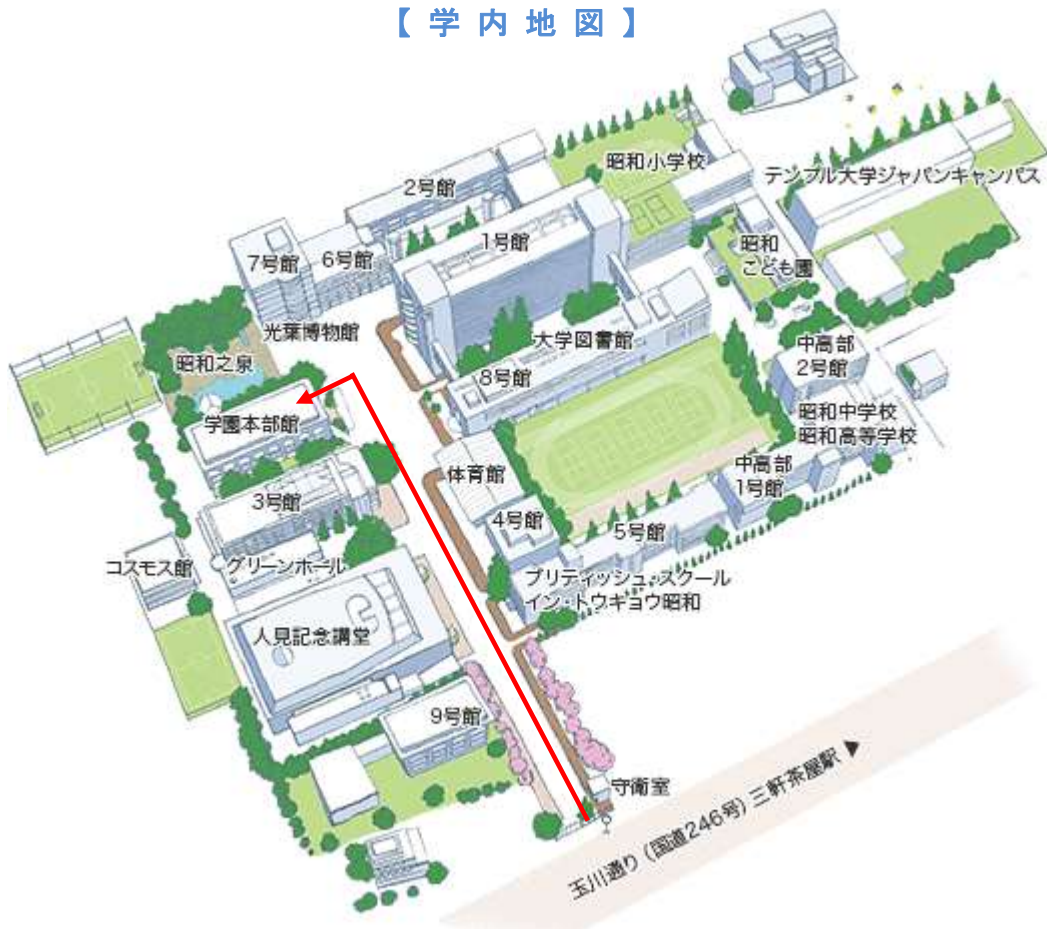 【 学 内 地 図 】
昭和小学校
テンプル大学ジャパンキャンパス
2号館
1号館
7号館
6号館
昭和
こども園
光葉博物館
大学図書館
中高部
2号館
昭和之泉
8号館
学園本部館
昭和中学校
昭和高等学校
体育館
中高部
1号館
3号館
4号館
5号館
コスモス館
グリーンホール
ブリティッシュ・スクール
イン・トウキョウ昭和
人見記念講堂
9号館
守衛室
玉川通り (国道246号) 三軒茶屋駅 ▶